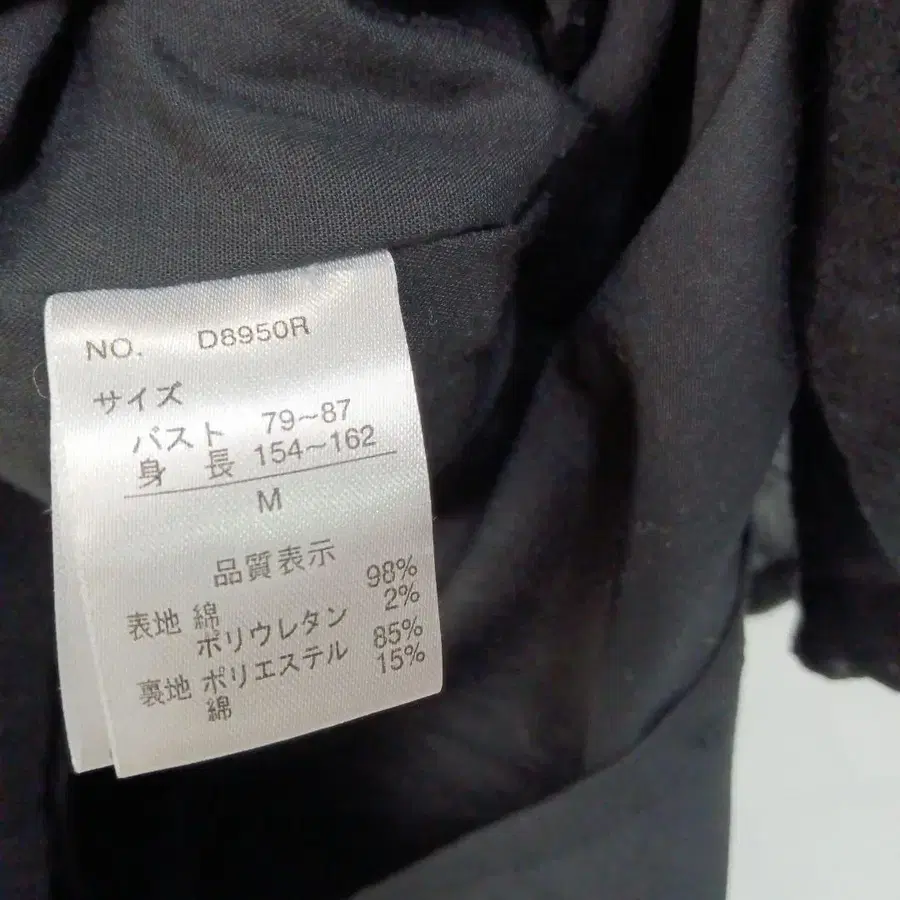 NO. D8950R
サイズ
バスト 79～87
身 長 154～162
M
品質表示
表地 綿 98%
ポリウレタン 2%
裏地 ポリエステル 85%
綿 15%